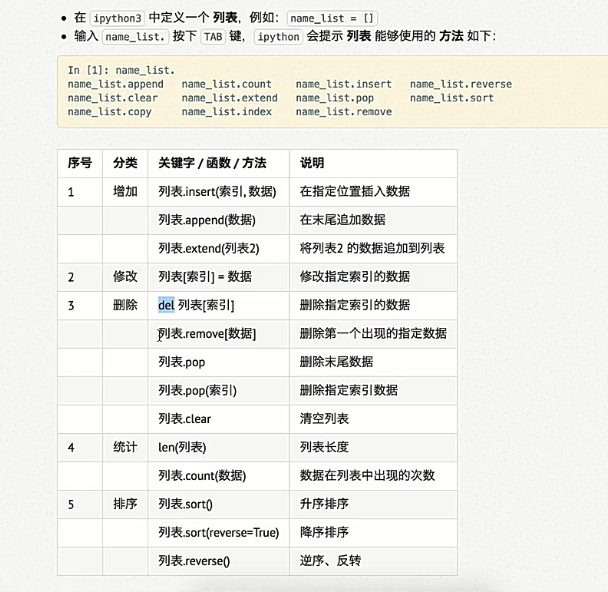 在 ipython3 中定义一个 列表，例如：name_list = []
输入 name_list. 按下 TAB 键，ipython 会提示 列表 能够使用的 方法 如下：
In [1]: name_list.
name_list.append name_list.count name_list.insert name_list.reverse
name_list.clear name_list.extend name_list.pop name_list.sort
name_list.copy name_list.index name_list.remove
序号 分类 关键字 / 函数 / 方法 说明
1 增加 列表.insert(索引, 数据) 在指定位置插入数据
列表.append(数据) 在末尾追加数据
列表.extend(列表2) 将列表2 的数据追加到列表
2 修改 列表[索引] = 数据 修改指定索引的数据
3 删除 del 列表[索引] 删除指定索引的数据
列表.remove[数据] 删除第一个出现的指定数据
列表.pop 删除末尾数据
列表.pop(索引) 删除指定索引数据
列表.clear 清空列表
4 统计 len(列表) 列表长度
列表.count(数据) 数据在列表中出现的次数
5 排序 列表.sort() 升序排序
列表.sort(reverse=True) 降序排序
列表.reverse() 逆序、反转